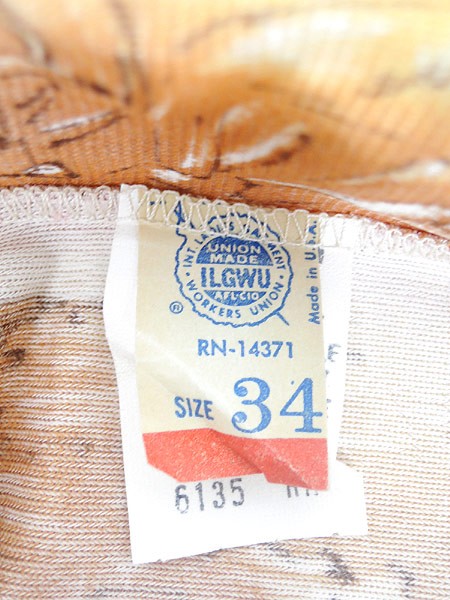 UNION
MADE
ILGWU
AFL-CIO
WORKERS UNION
®
Made in U.S.A.
RN-14371
SIZE 34
6135